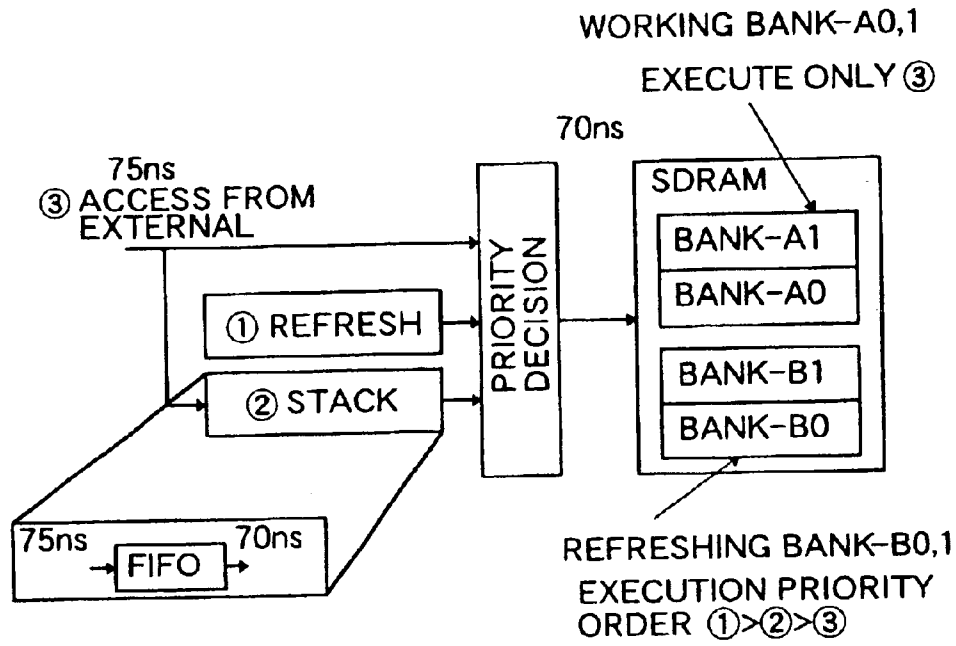 WORKING BANK-A0,1
EXECUTE ONLY ③
70ns
75ns
③ ACCESS FROM
EXTERNAL
① REFRESH
② STACK
PRIORITY
DECISION
SDRAM
BANK-A1
BANK-A0
BANK-B1
BANK-B0
75ns
FIFO
70ns
REFRESHING BANK-B0,1
EXECUTION PRIORITY
ORDER ①>②>③